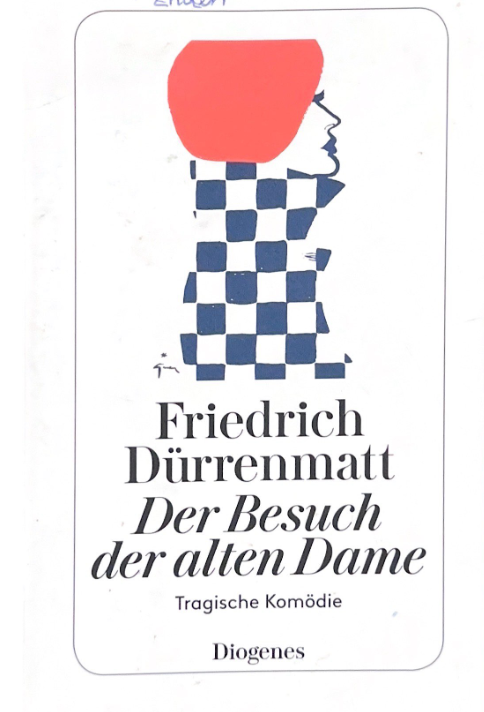 Friedrich
Dürrenmatt
Der Besuch
der alten Dame
Tragische Komödie
Diogenes